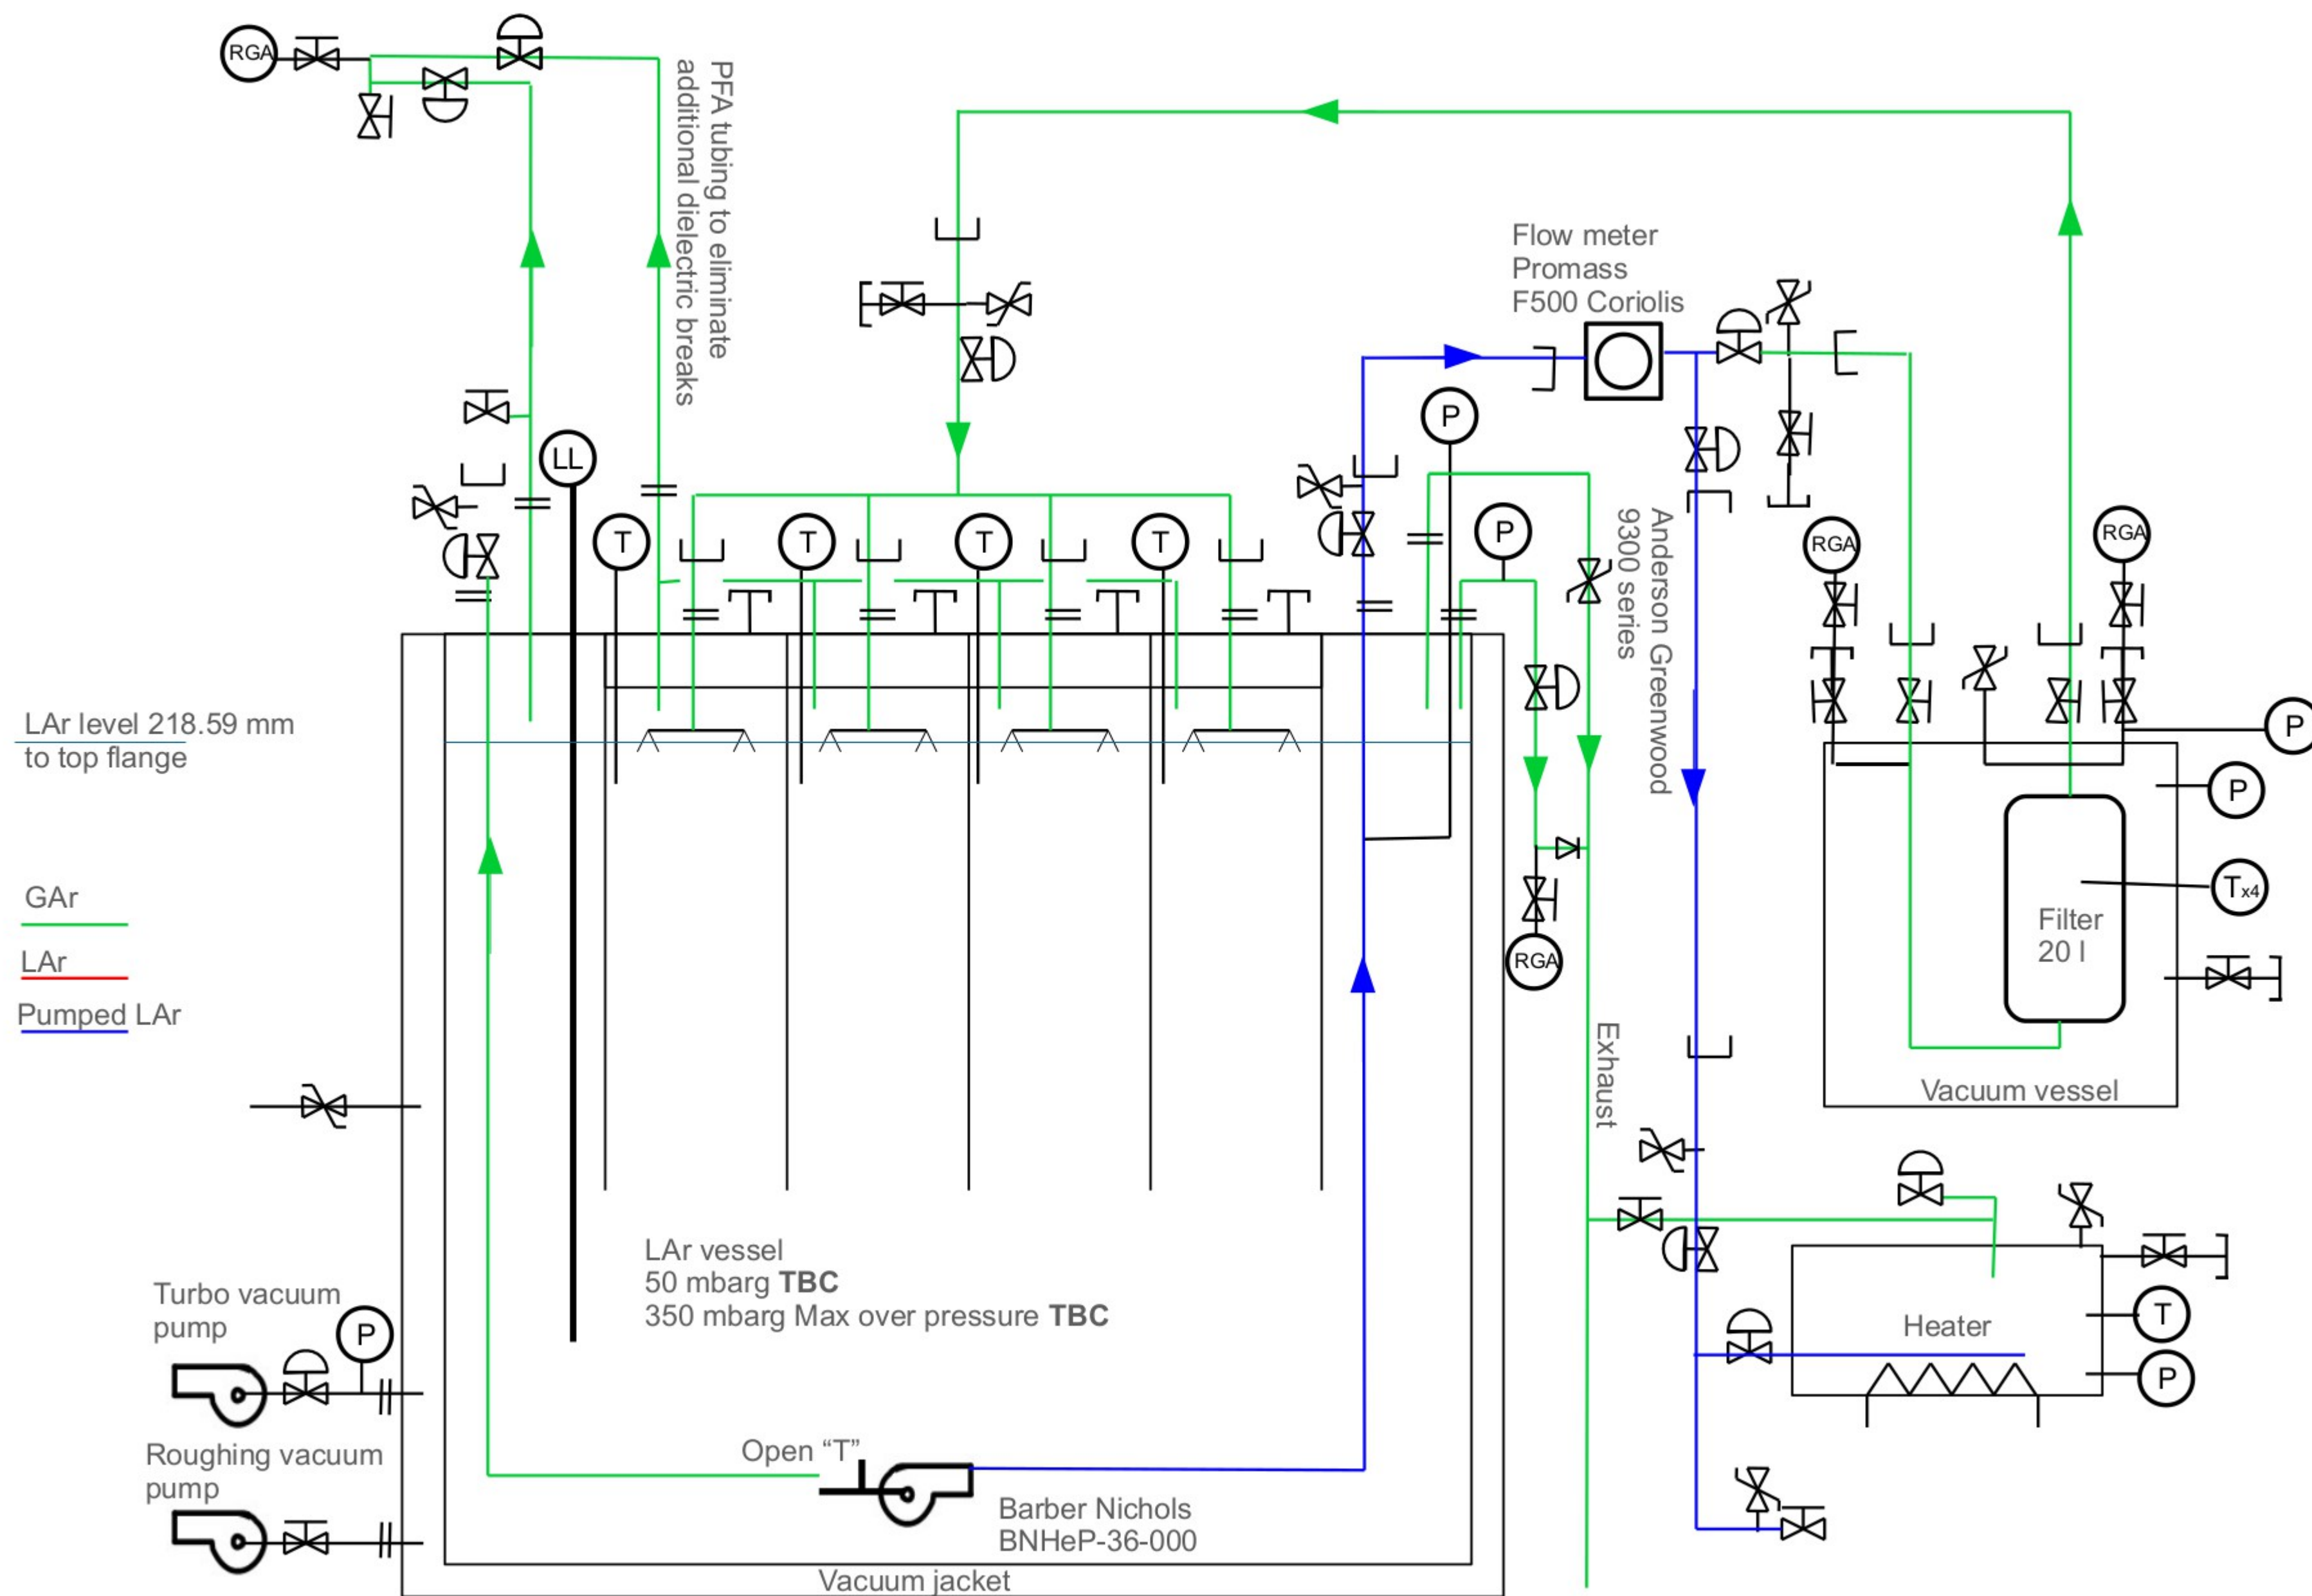 RGA
PFA tubing to eliminate
additional dielectric breaks
Flow meter
Promass
F500 Coriolis
P
LL
T
T
T
T
P
Anderson Greenwood
9300 series
RGA
RGA
LAr level 218.59 mm
to top flange
P
P
Tx4
GAr
LAr
Pumped LAr
Filter
20 l
RGA
Exhaust
Vacuum vessel
LAr vessel
50 mbarg TBC
350 mbarg Max over pressure TBC
Turbo vacuum
pump
P
Heater
T
P
Roughing vacuum
pump
Open “T”
Barber Nichols
BNHeP-36-000
Vacuum jacket